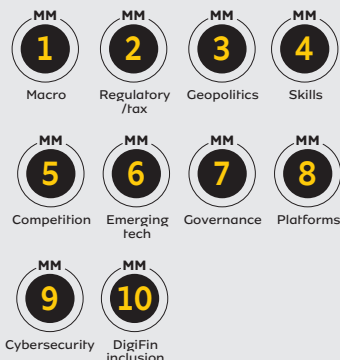 MM MM MM MM
1 2 3 4
Macro Regulatory Geopolitics Skills
/tax
MM MM MM MM
5 6 7 8
Competition Emerging Governance Platforms
tech
MM MM
9 10
Cybersecurity DigiFin
inclusion